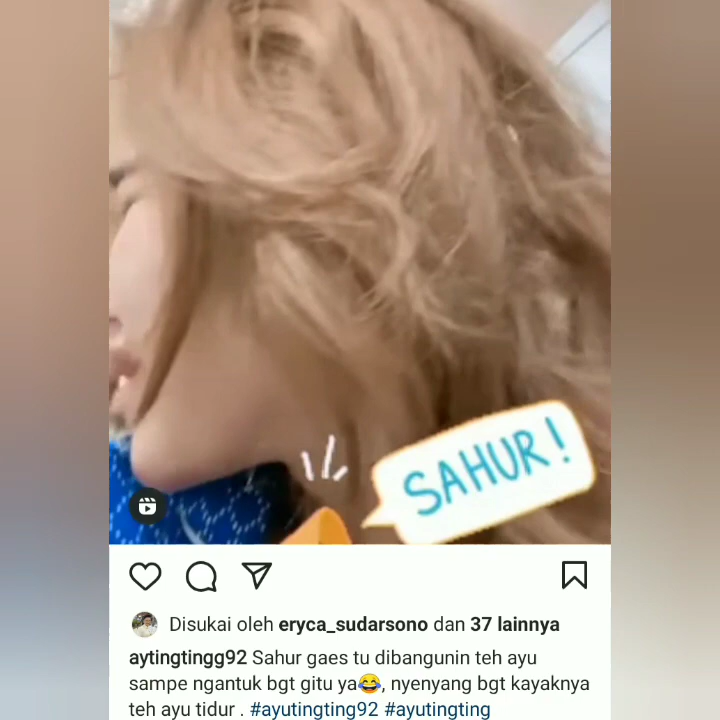 SAHUR!
Disukai oleh eryca_sudarsono dan 37 lainnya
aytingtingg92 Sahur gaes tu dibangunin teh ayu
sampe ngantuk bgt gitu ya😂, nyenyang bgt kayaknya
teh ayu tidur . #ayutingting92 #ayutingting